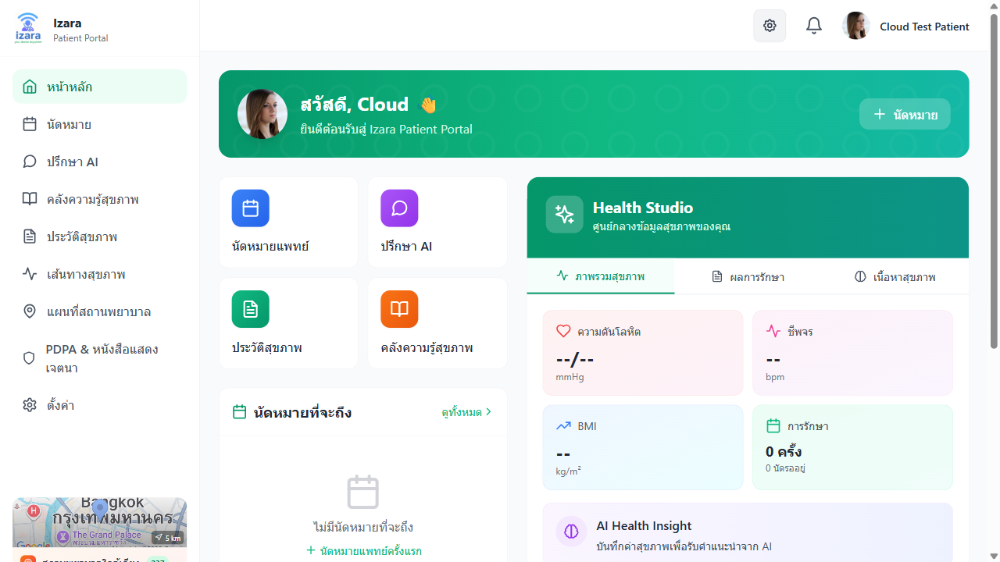 izara
Izara
Patient Portal
Cloud Test Patient
หน้าหลัก
นัดหมาย
ปรึกษา AI
คลังความรู้สุขภาพ
ประวัติสุขภาพ
เส้นทางสุขภาพ
แผนที่สถานพยาบาล
PDPA & หนังสือแสดง
เจตนา
ตั้งค่า
Bangkok
กรุงเทพมหานคร
H
The Grand Palace
พระบรมมหาราชวัง
Google
5 km
สวัสดี, Cloud 👋
ยินดีต้อนรับสู่ Izara Patient Portal
นัดหมาย
นัดหมายแพทย์
ปรึกษา AI
ประวัติสุขภาพ
คลังความรู้สุขภาพ
นัดหมายที่จะถึง
ดูทั้งหมด
ไม่มีนัดหมายที่จะถึง
+ นัดหมายแพทย์ครั้งแรก
Health Studio
ศูนย์กลางข้อมูลสุขภาพของคุณ
ภาพรวมสุขภาพ
ผลการรักษา
เนื้อหาสุขภาพ
ความดันโลหิต
--/--
mmHg
ชีพจร
--
bpm
BMI
--
kg/m²
การรักษา
0 ครั้ง
0 นัดรออยู่
AI Health Insight
บันทึกค่าสุขภาพเพื่อรับคำแนะนำจาก AI